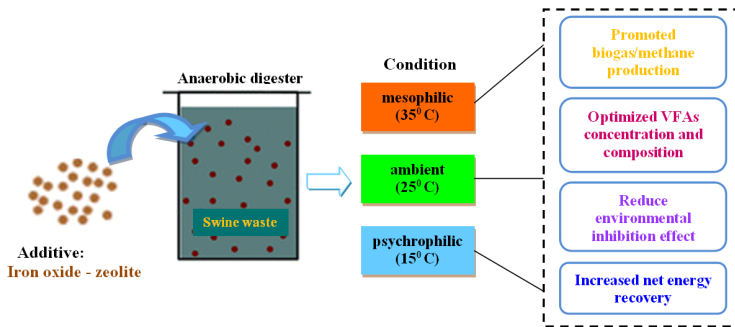 Anaerobic digester
Swine waste
Additive:
Iron oxide - zeolite
Condition
mesophilic
(35⁰ C)
ambient
(25⁰ C)
psychrophilic
(15⁰ C)
Promoted
biogas/methane
production
Optimized VFAs
concentration and
composition
Reduce
environmental
inhibition effect
Increased net energy
recovery